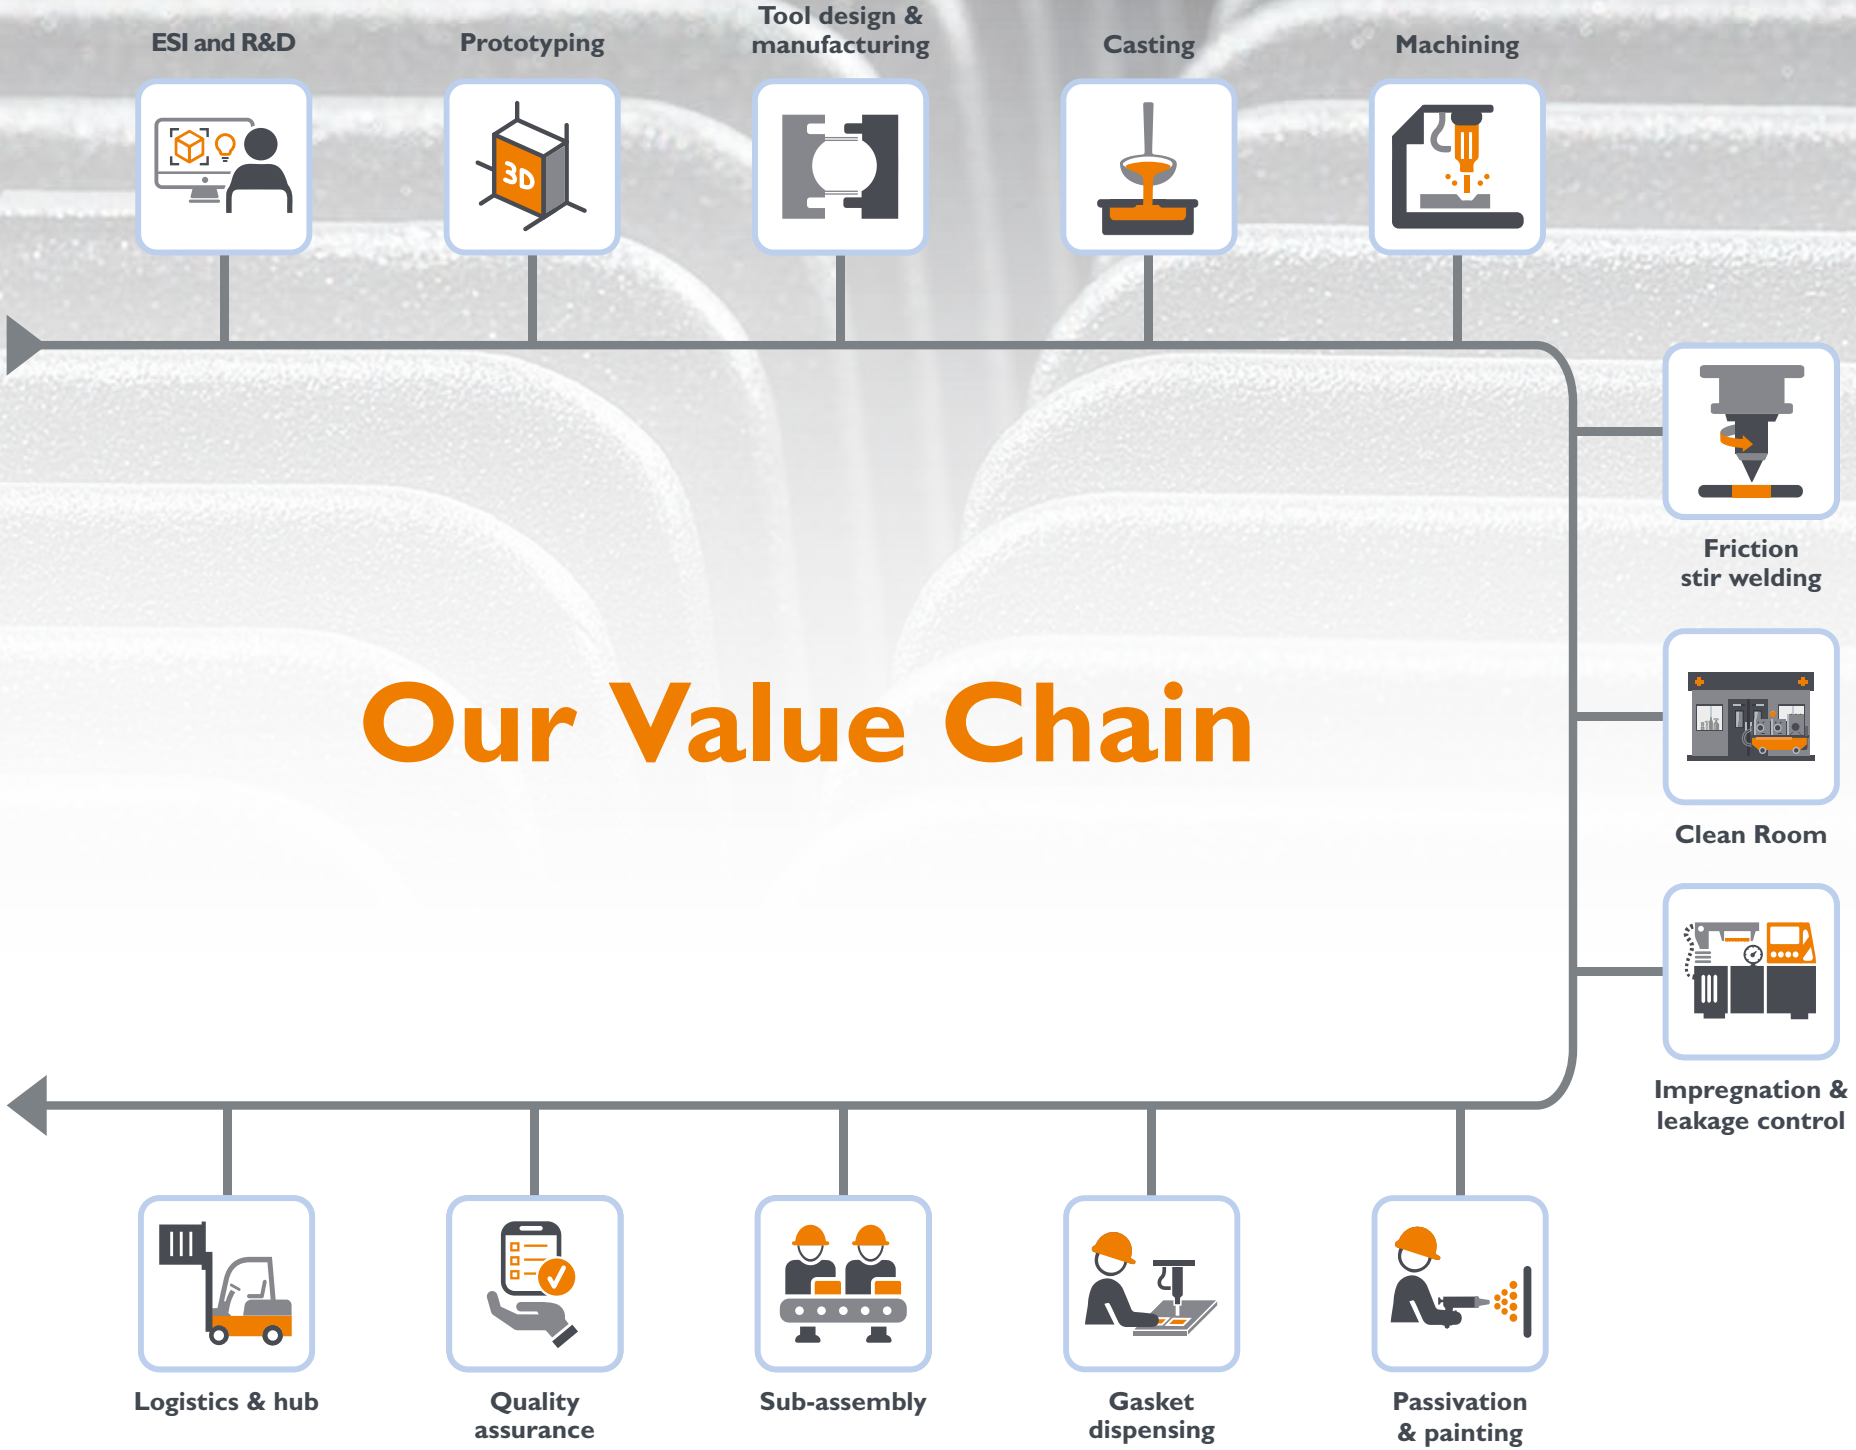 ESI and R&D
Prototyping
Tool design &
manufacturing
Casting
Machining
3D
Friction
stir welding
Our Value Chain
Clean Room
Impregnation &
leakage control
Logistics & hub
Quality
assurance
Sub-assembly
Gasket
dispensing
Passivation
& painting